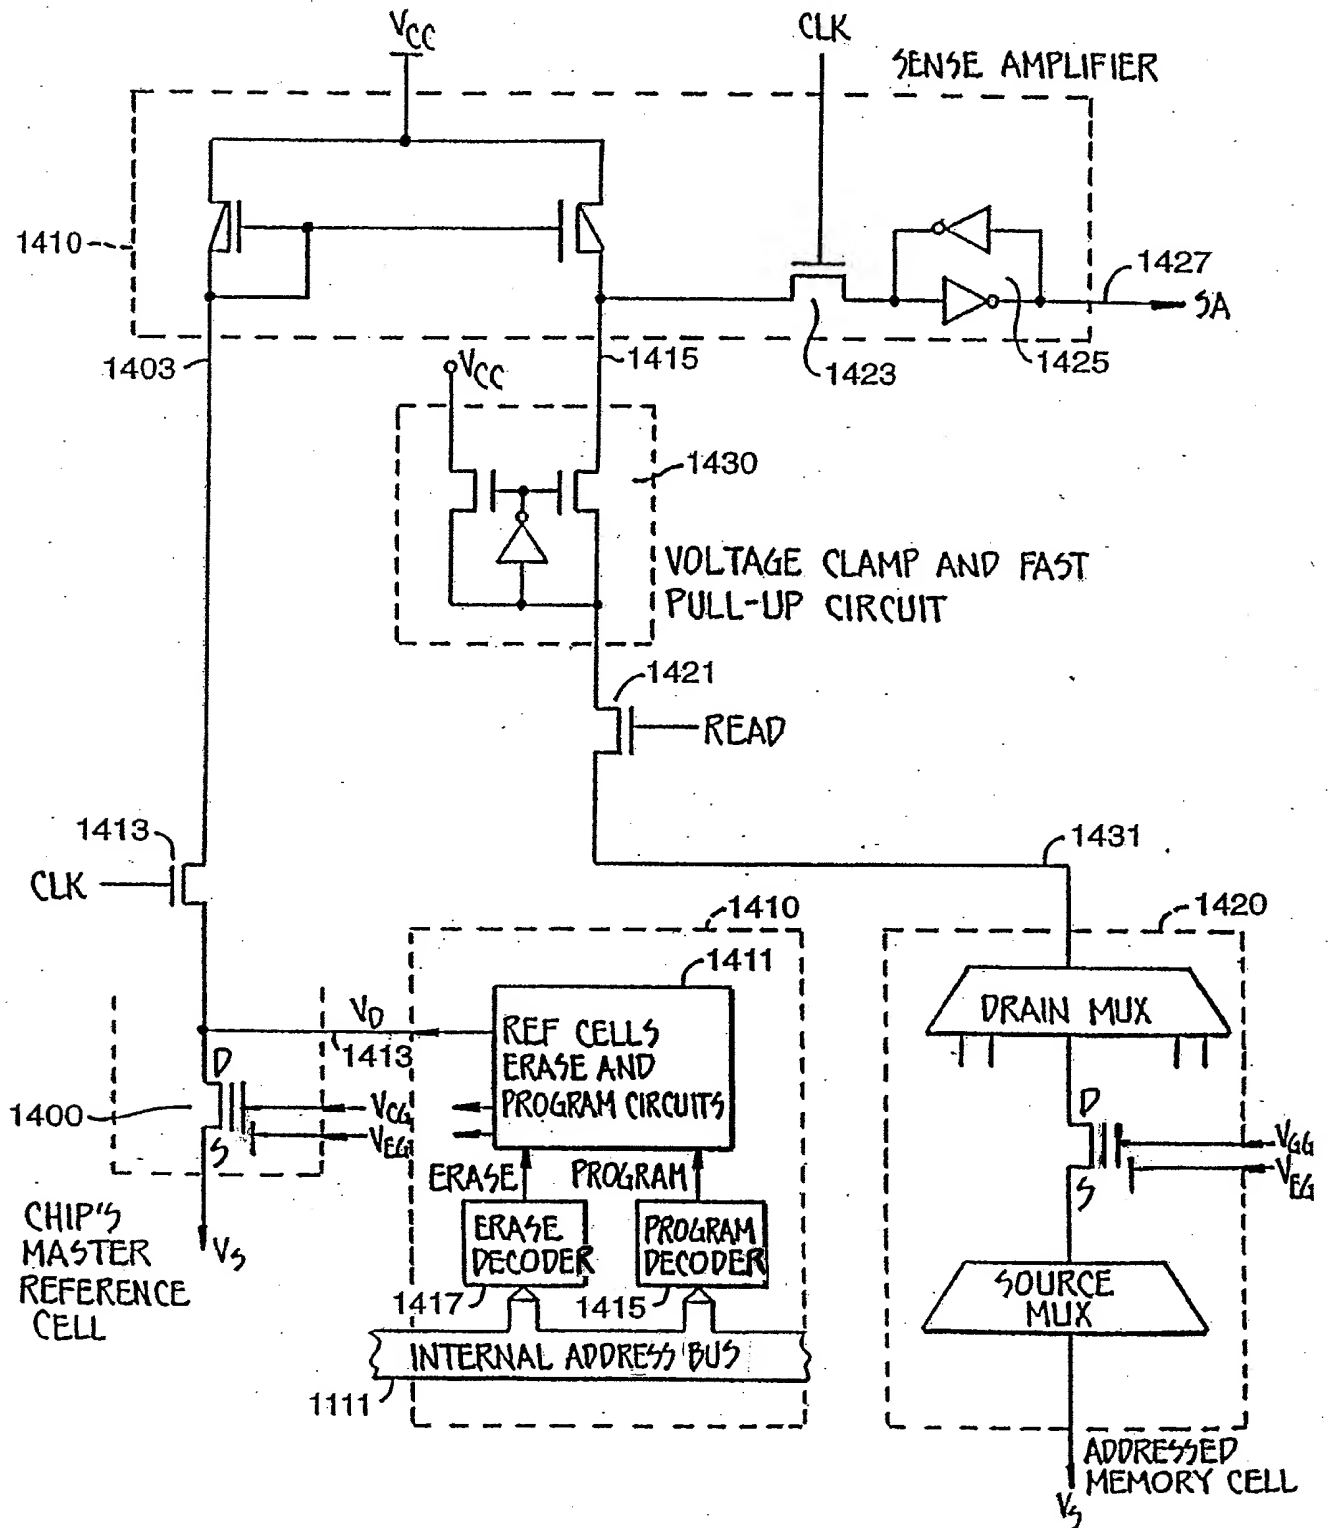 VCC
CLK
SENSE AMPLIFIER
1410
1427
SA
1403
VCC
1415
1423
1425
1430
VOLTAGE CLAMP AND FAST
PULL-UP CIRCUIT
1421
READ
1413
CLK
1431
1410
1420
1411
VD
1413
REF CELLS
ERASE AND
PROGRAM CIRCUITS
DRAIN MUX
D
1400
VCG
VEG
S
D
VGG
VEG
S
ERASE
PROGRAM
CHIP'S
MASTER
REFERENCE
CELL
VS
ERASE
DECODER
PROGRAM
DECODER
1417
1415
SOURCE
MUX
INTERNAL ADDRESS BUS
1111
ADDRESSED
MEMORY CELL
VS